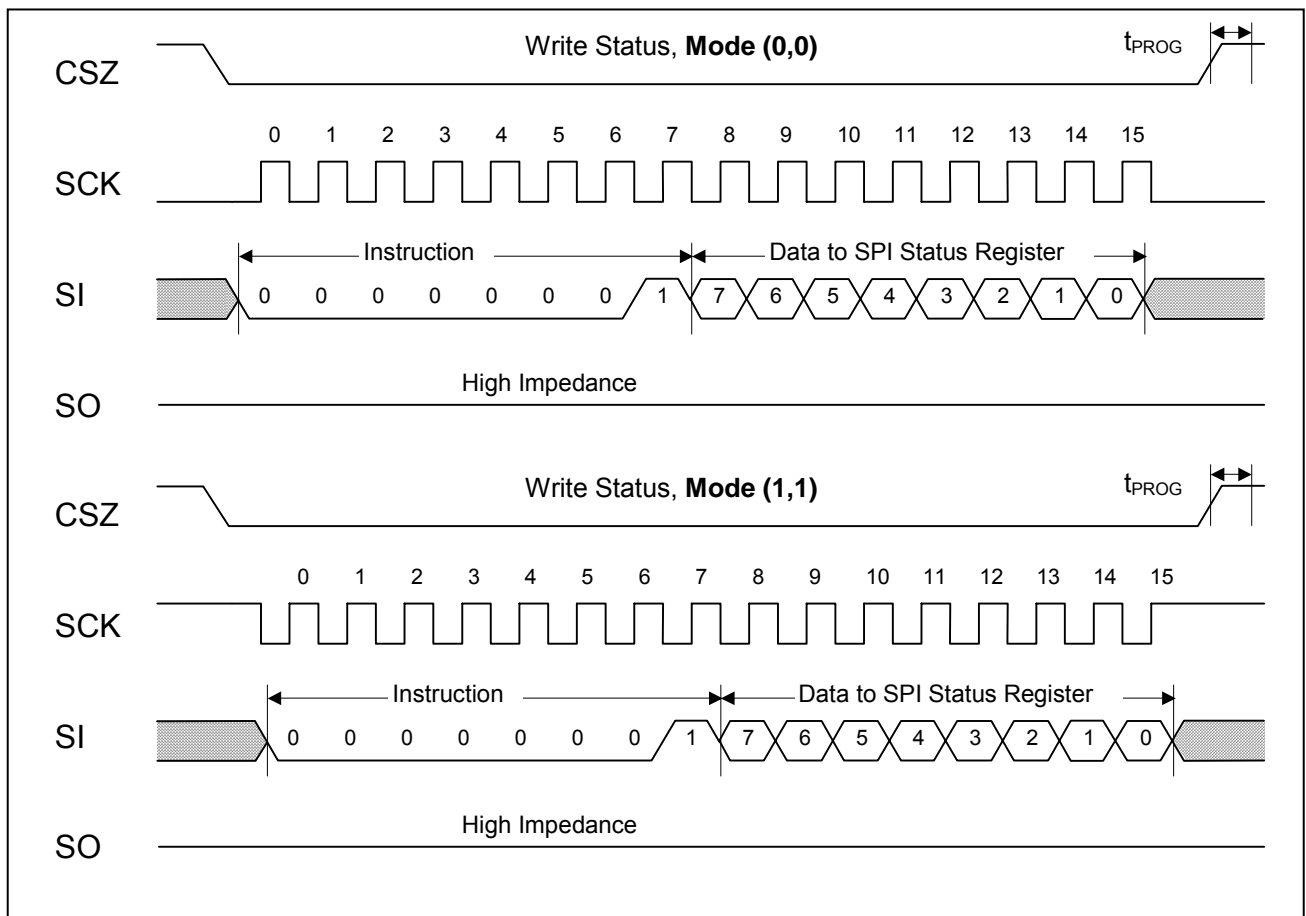 Write Status, Mode (0,0)
tPROG
CSZ
0 1 2 3 4 5 6 7 8 9 10 11 12 13 14 15
SCK
Instruction
Data to SPI Status Register
SI
0 0 0 0 0 0 0 1 7 6 5 4 3 2 1 0
High Impedance
SO
Write Status, Mode (1,1)
tPROG
CSZ
0 1 2 3 4 5 6 7 8 9 10 11 12 13 14 15
SCK
Instruction
Data to SPI Status Register
SI
0 0 0 0 0 0 0 1 7 6 5 4 3 2 1 0
High Impedance
SO